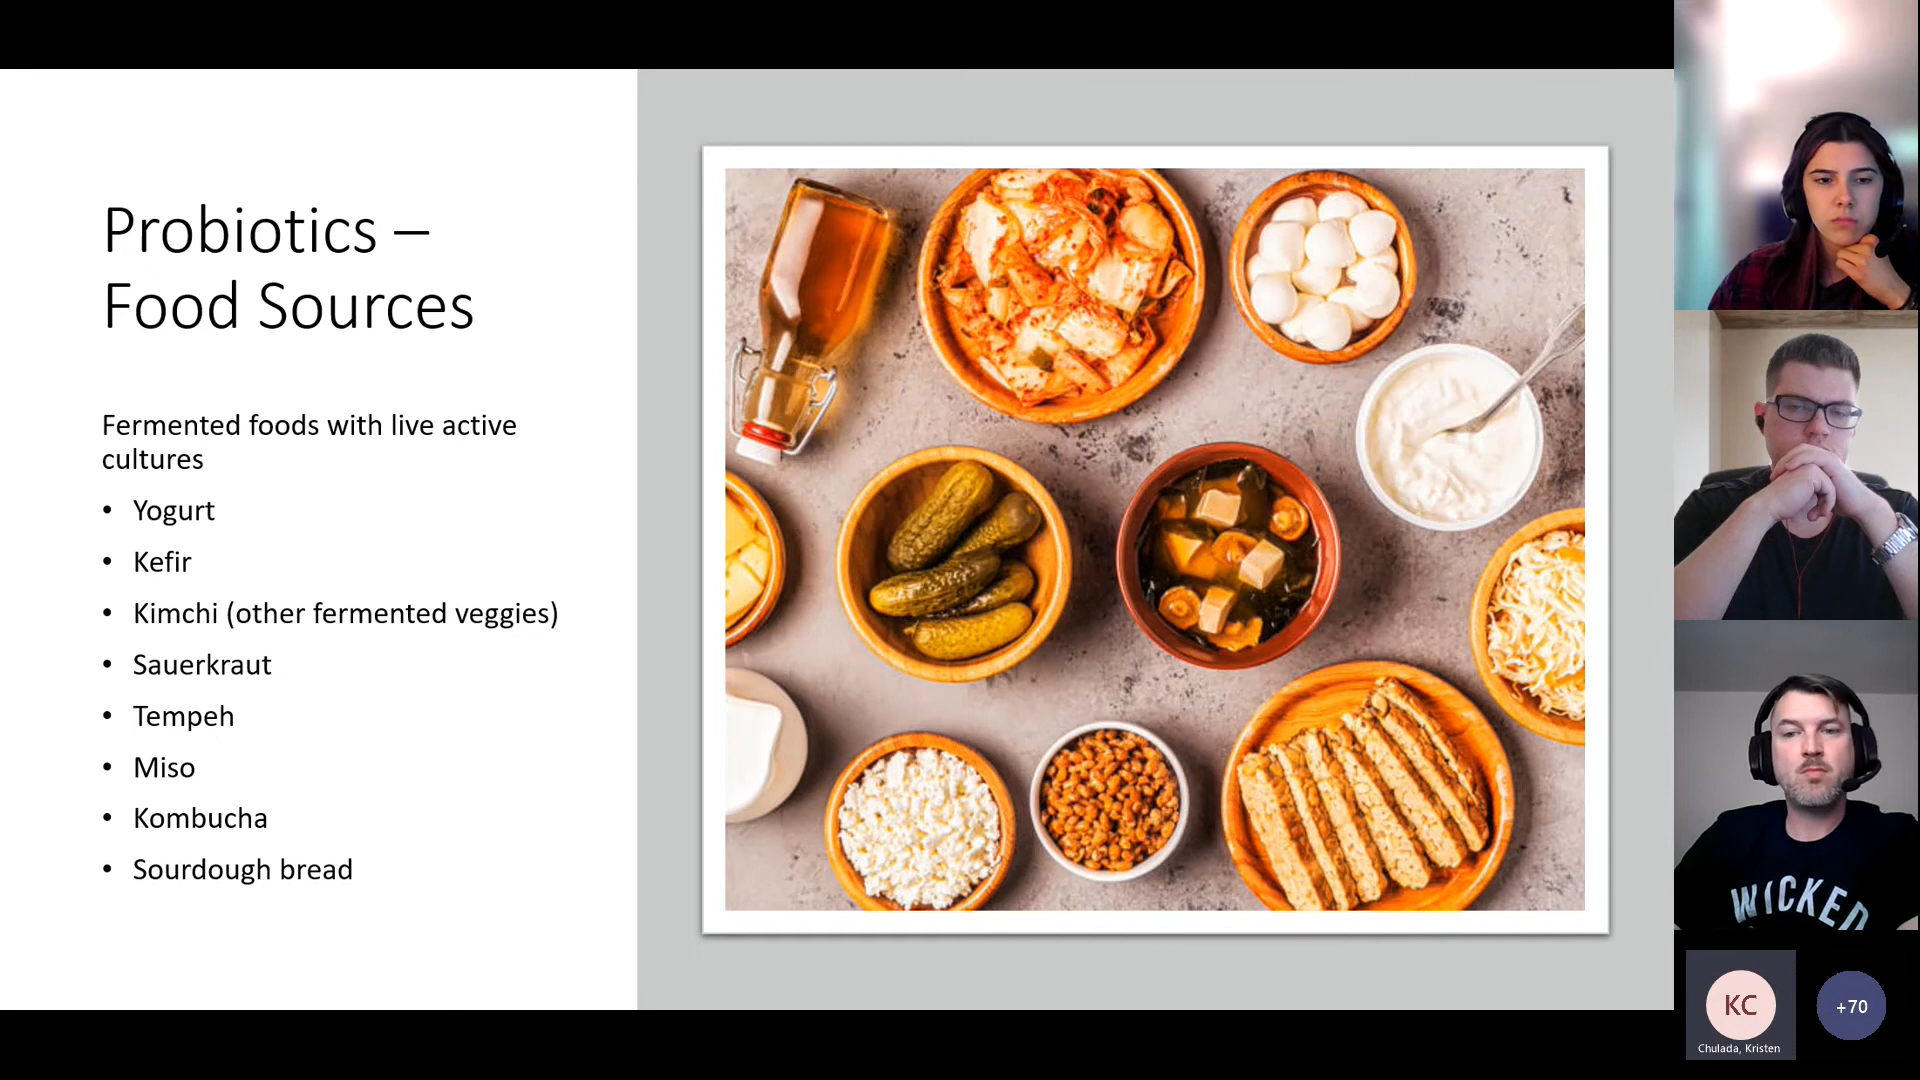 Probiotics –
Food Sources
Fermented foods with live active
cultures
• Yogurt
• Kefir
• Kimchi (other fermented veggies)
• Sauerkraut
• Tempeh
• Miso
• Kombucha
• Sourdough bread
WICKED
KC
Chulada, Kristen
+70